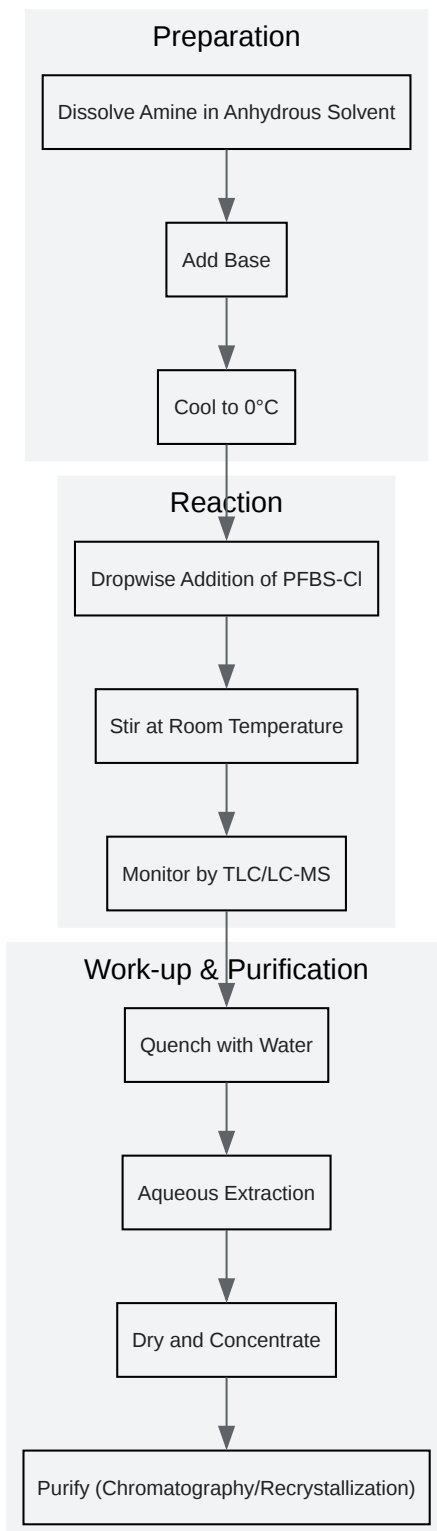 Preparation
Dissolve Amine in Anhydrous Solvent
Add Base
Cool to 0°C
Reaction
Dropwise Addition of PFBS-Cl
Stir at Room Temperature
Monitor by TLC/LC-MS
Work-up & Purification
Quench with Water
Aqueous Extraction
Dry and Concentrate
Purify (Chromatography/Recrystallization)